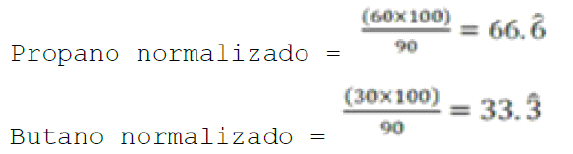 Propano normalizado = (60×100)/90 = 66.6̂
Butano normalizado = (30×100)/90 = 33.3̂